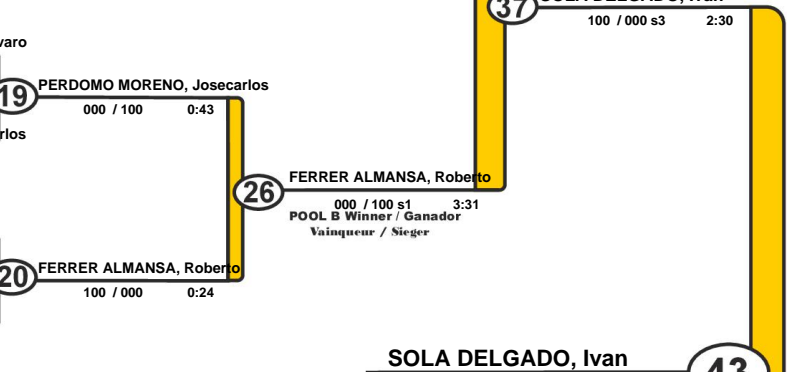 37
100 / 000 s3 2:30
19
PERDOMO MORENO, Josecarlos
000 / 100 0:43
26
FERRER ALMANSA, Roberto
000 / 100 s1 3:31
POOL B Winner / Ganador
Vainqueur / Sieger
20
FERRER ALMANSA, Roberto
100 / 000 0:24
SOLA DELGADO, Ivan
43